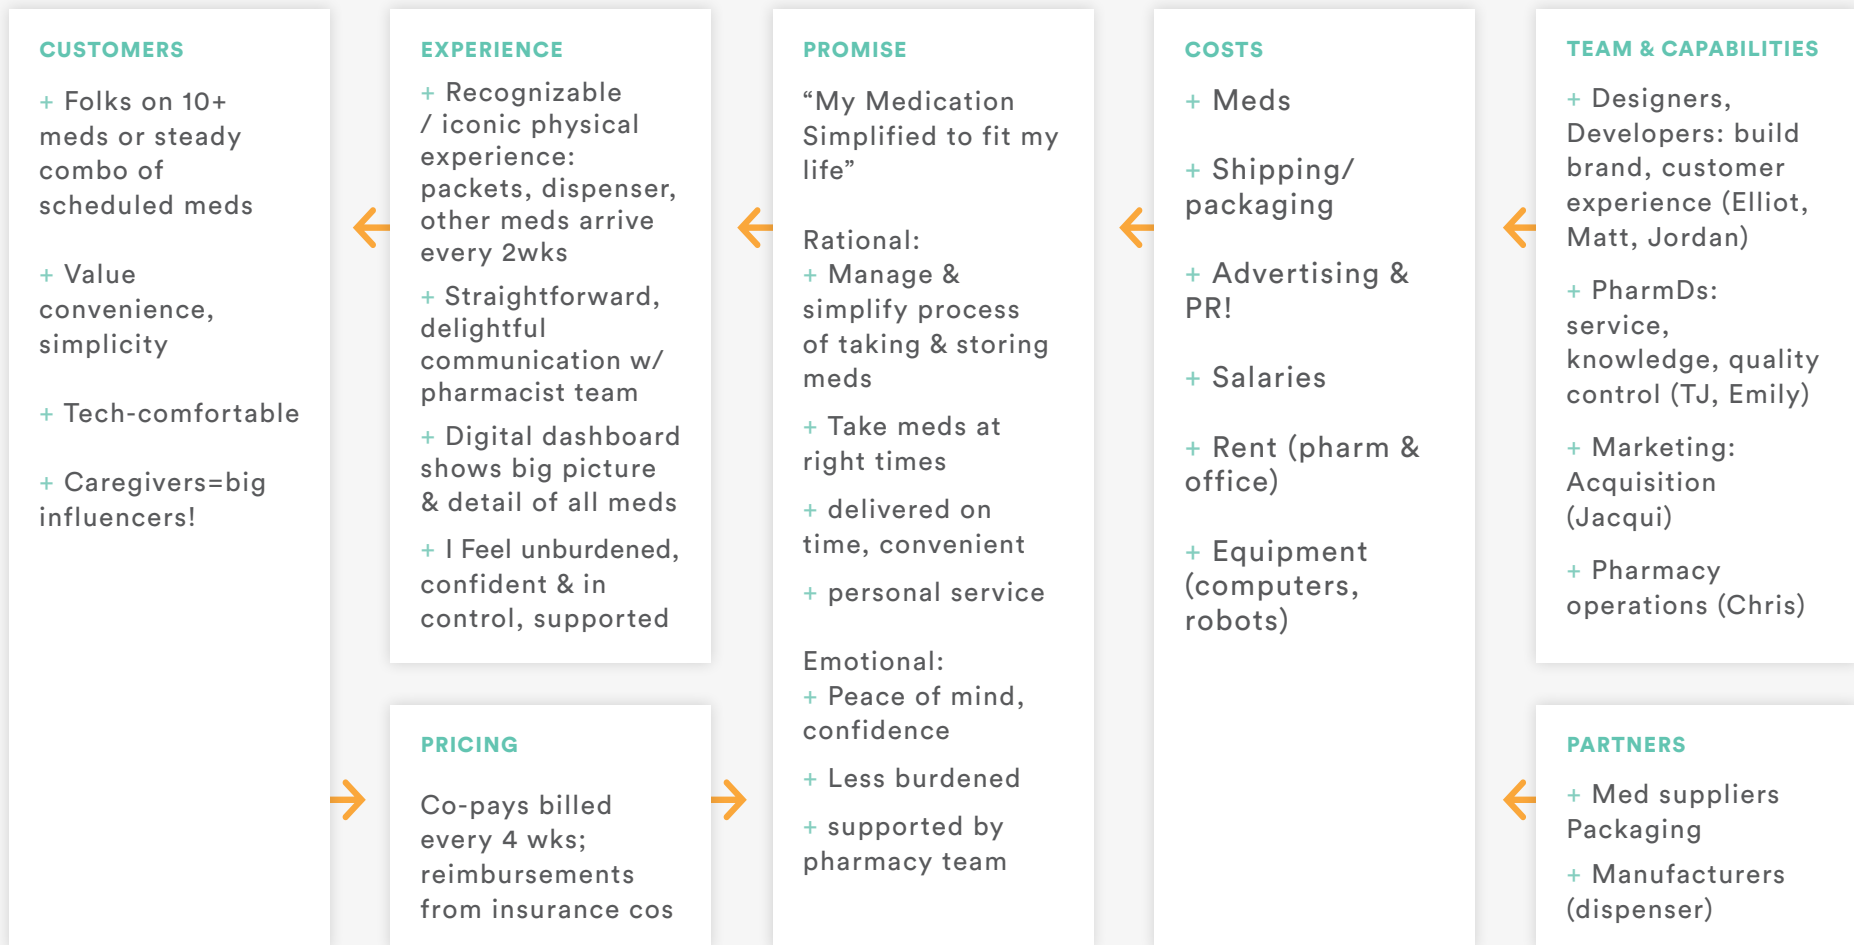 CUSTOMERS
+ Folks on 10+
meds or steady
combo of
scheduled meds
+ Value
convenience,
simplicity
+ Tech-comfortable
+ Caregivers=big
influencers!
EXPERIENCE
+ Recognizable
/ iconic physical
experience:
packets, dispenser,
other meds arrive
every 2wks
+ Straightforward,
delightful
communication w/
pharmacist team
+ Digital dashboard
shows big picture
& detail of all meds
+ I Feel unburdened,
confident & in
control, supported
PRICING
Co-pays billed
every 4 wks;
reimbursements
from insurance cos
PROMISE
“My Medication
Simplified to fit my
life”
Rational:
+ Manage &
simplify process
of taking & storing
meds
+ Take meds at
right times
+ delivered on
time, convenient
+ personal service
Emotional:
+ Peace of mind,
confidence
+ Less burdened
+ supported by
pharmacy team
COSTS
+ Meds
+ Shipping/
packaging
+ Advertising &
PR!
+ Salaries
+ Rent (pharm &
office)
+ Equipment
(computers,
robots)
TEAM & CAPABILITIES
+ Designers,
Developers: build
brand, customer
experience (Elliot,
Matt, Jordan)
+ PharmDs:
service,
knowledge, quality
control (TJ, Emily)
+ Marketing:
Acquisition
(Jacqui)
+ Pharmacy
operations (Chris)
PARTNERS
+ Med suppliers
Packaging
+ Manufacturers
(dispenser)